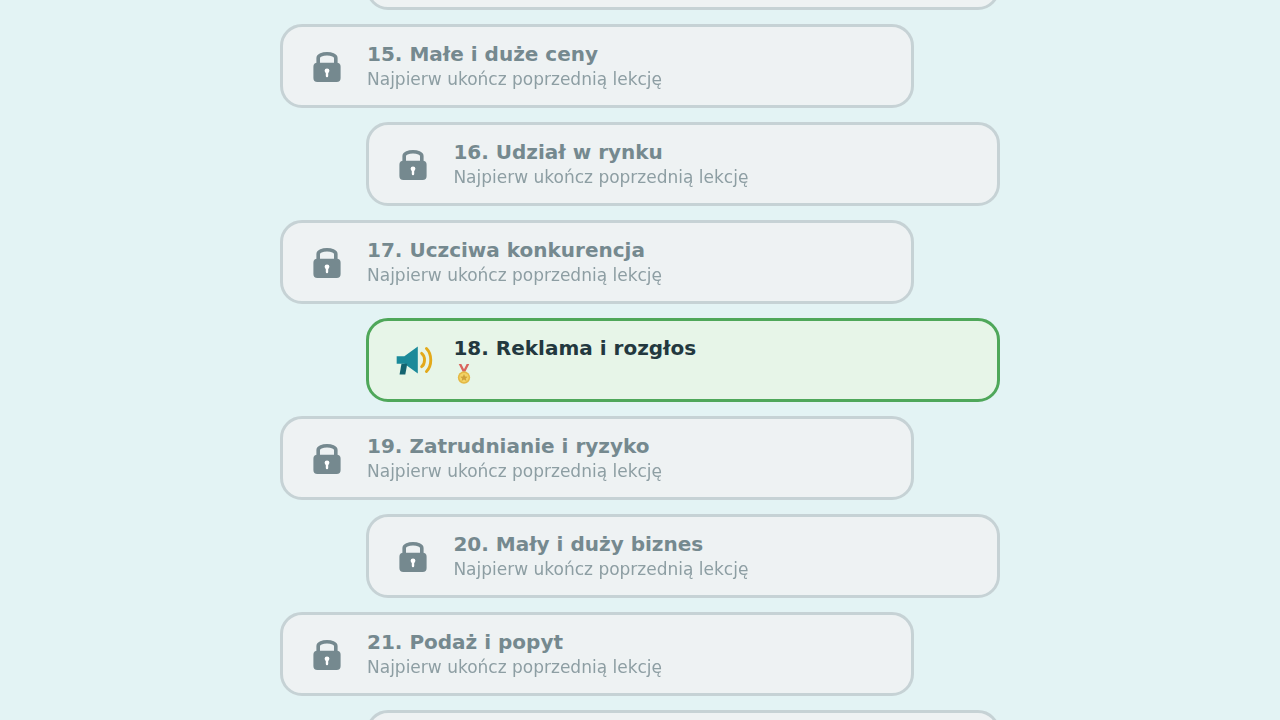 15. Małe i duże ceny
Najpierw ukończ poprzednią lekcję
16. Udział w rynku
Najpierw ukończ poprzednią lekcję
17. Uczciwa konkurencja
Najpierw ukończ poprzednią lekcję
18. Reklama i rozgłos
19. Zatrudnianie i ryzyko
Najpierw ukończ poprzednią lekcję
20. Mały i duży biznes
Najpierw ukończ poprzednią lekcję
21. Podaż i popyt
Najpierw ukończ poprzednią lekcję